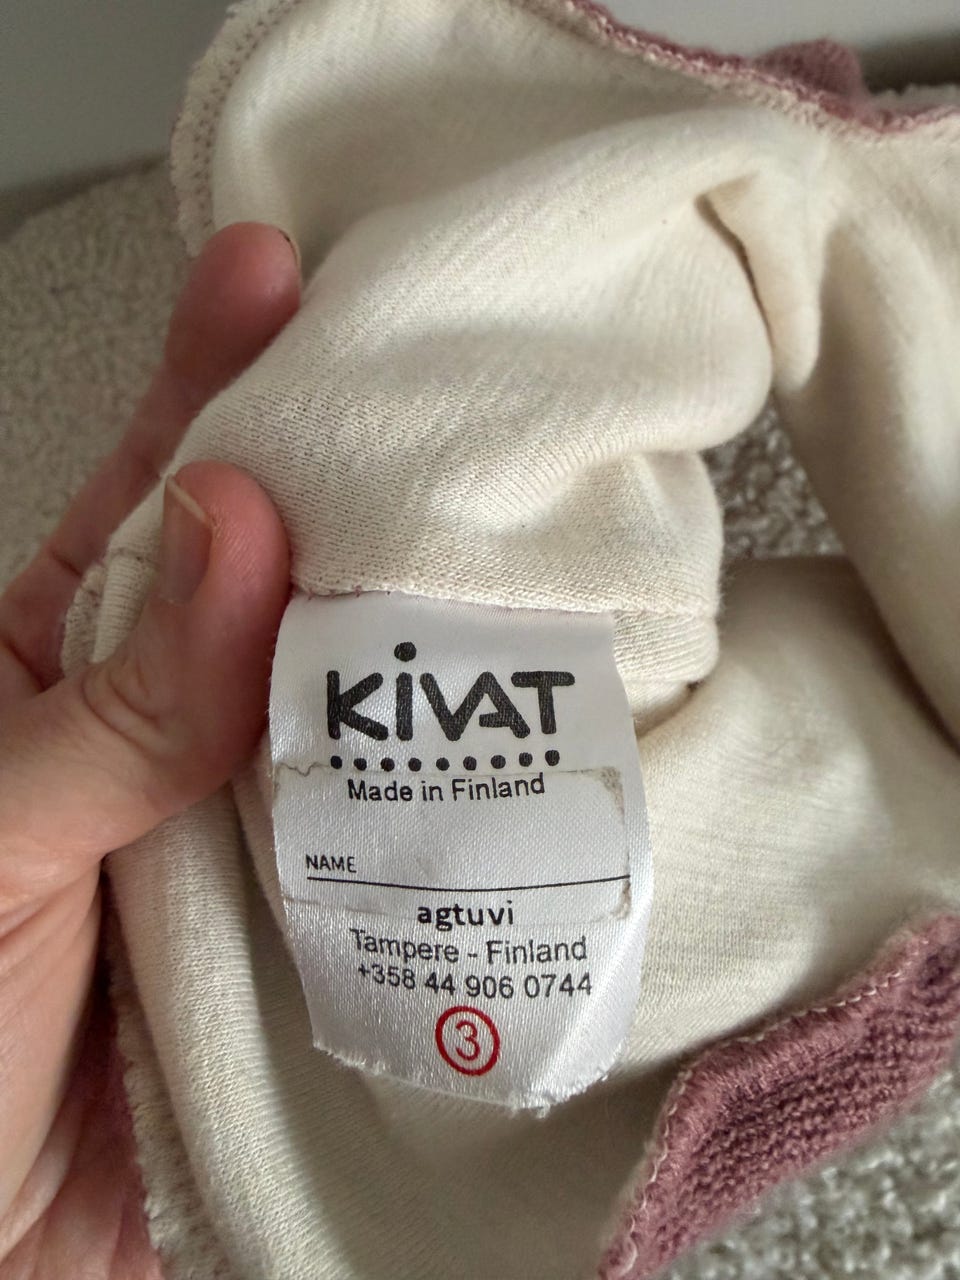 KiVAT
Made in Finland
NAME
agtuvi
Tampere - Finland
+358 44 906 0744
3